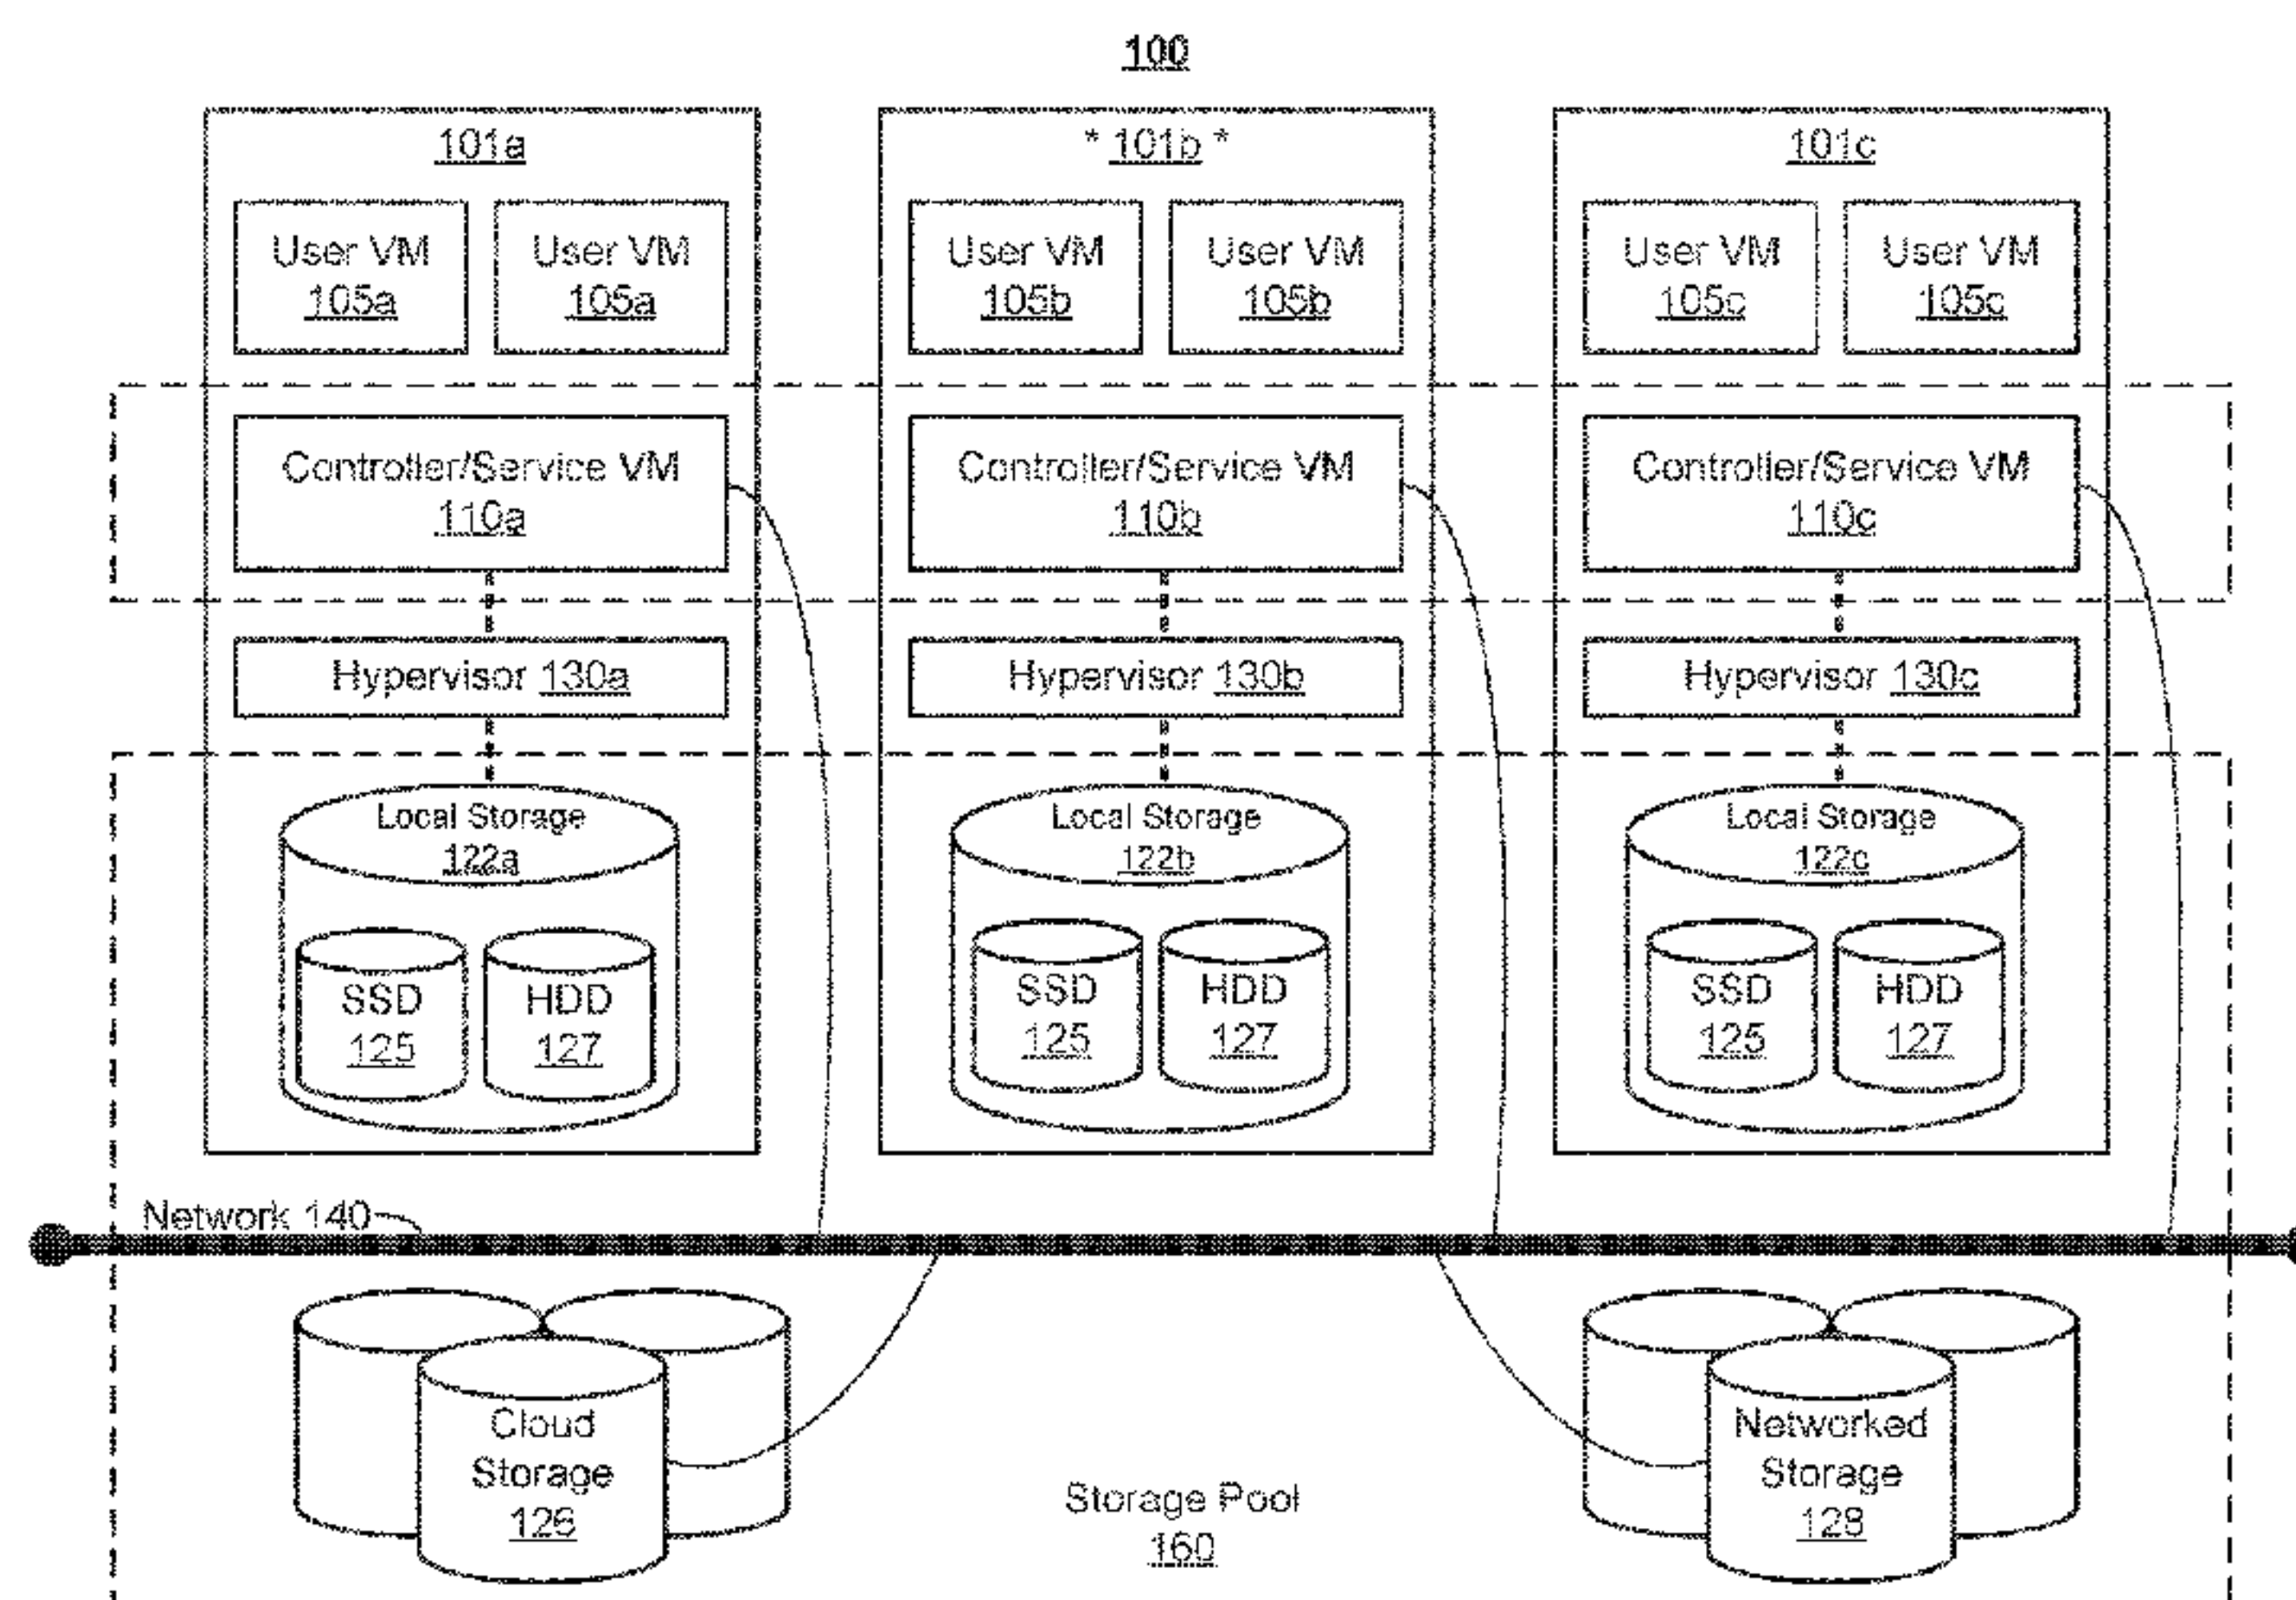 100
101a
* 101b *
101c
User VM
105a
User VM
105a
User VM
105b
User VM
105b
User VM
105c
User VM
105c
Controller/Service VM
110a
Controller/Service VM
110b
Controller/Service VM
110c
Hypervisor 130a
Hypervisor 130b
Hypervisor 130c
Local Storage
122a
Local Storage
122b
Local Storage
122c
SSD
125
HDD
127
SSD
125
HDD
127
SSD
125
HDD
127
Network 140
Cloud
Storage
126
Storage Pool
160
Networked
Storage
128